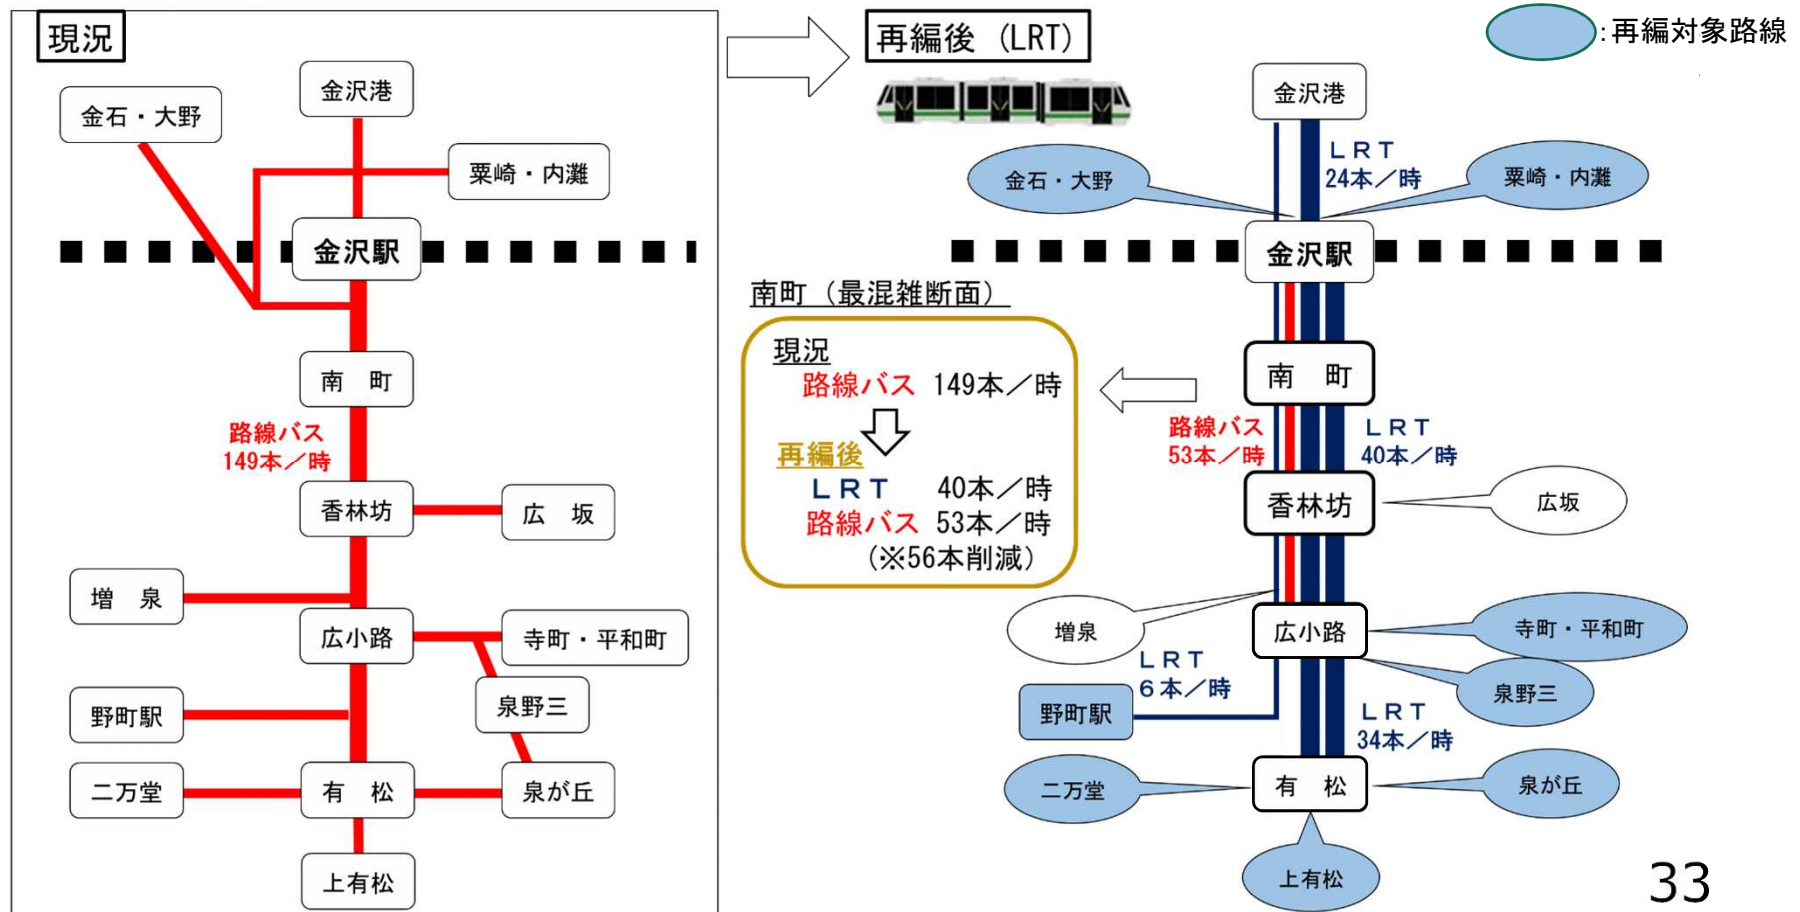 現況
金石・大野
金沢港
粟崎・内灘
金沢駅
南　町
路線バス
149本／時
香林坊
広　坂
増　泉
広小路
寺町・平和町
泉野三
野町駅
二万堂
有　松
泉が丘
上有松
再編後（LRT）
：再編対象路線
金沢港
ＬＲＴ
24本／時
金石・大野
粟崎・内灘
金沢駅
南町（最混雑断面）
現況
路線バス 149本／時
再編後
ＬＲＴ 40本／時
路線バス 53本／時
（※56本削減）
南　町
路線バス
53本／時
ＬＲＴ
40本／時
香林坊
広坂
増泉
広小路
寺町・平和町
ＬＲＴ
６本／時
泉野三
野町駅
ＬＲＴ
34本／時
二万堂
有　松
泉が丘
上有松
33